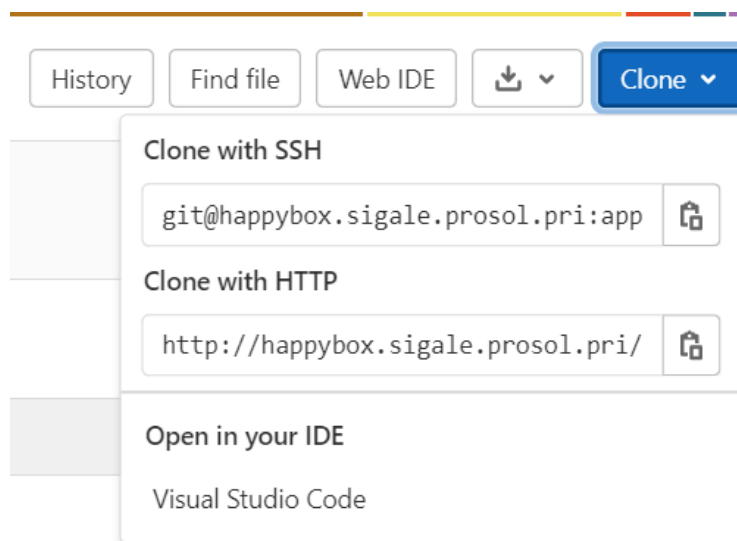 History Find file Web IDE Clone
Clone with SSH
git@happybox.sigale.prosol.pri:app
Clone with HTTP
http://happybox.sigale.prosol.pri/
Open in your IDE
Visual Studio Code